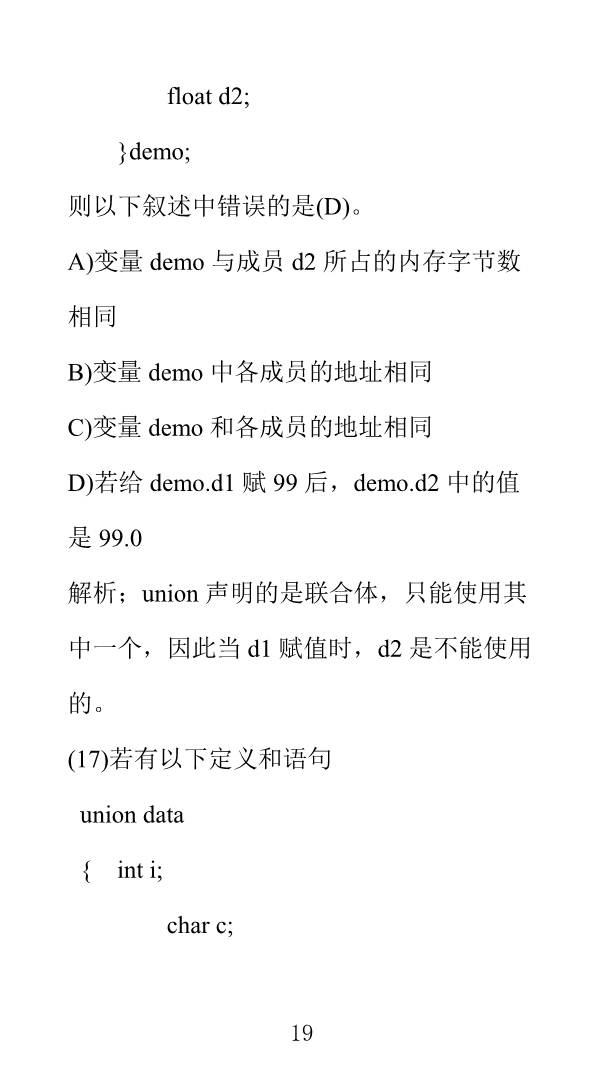 float d2;
}demo;
则以下叙述中错误的是(D)。
A)变量 demo 与成员 d2 所占的内存字节数
相同
B)变量 demo 中各成员的地址相同
C)变量 demo 和各成员的地址相同
D)若给 demo.d1 赋 99 后，demo.d2 中的值
是 99.0
解析；union 声明的是联合体，只能使用其
中一个，因此当 d1 赋值时，d2 是不能使用
的。
(17)若有以下定义和语句
union data
{ int i;
char c;
19